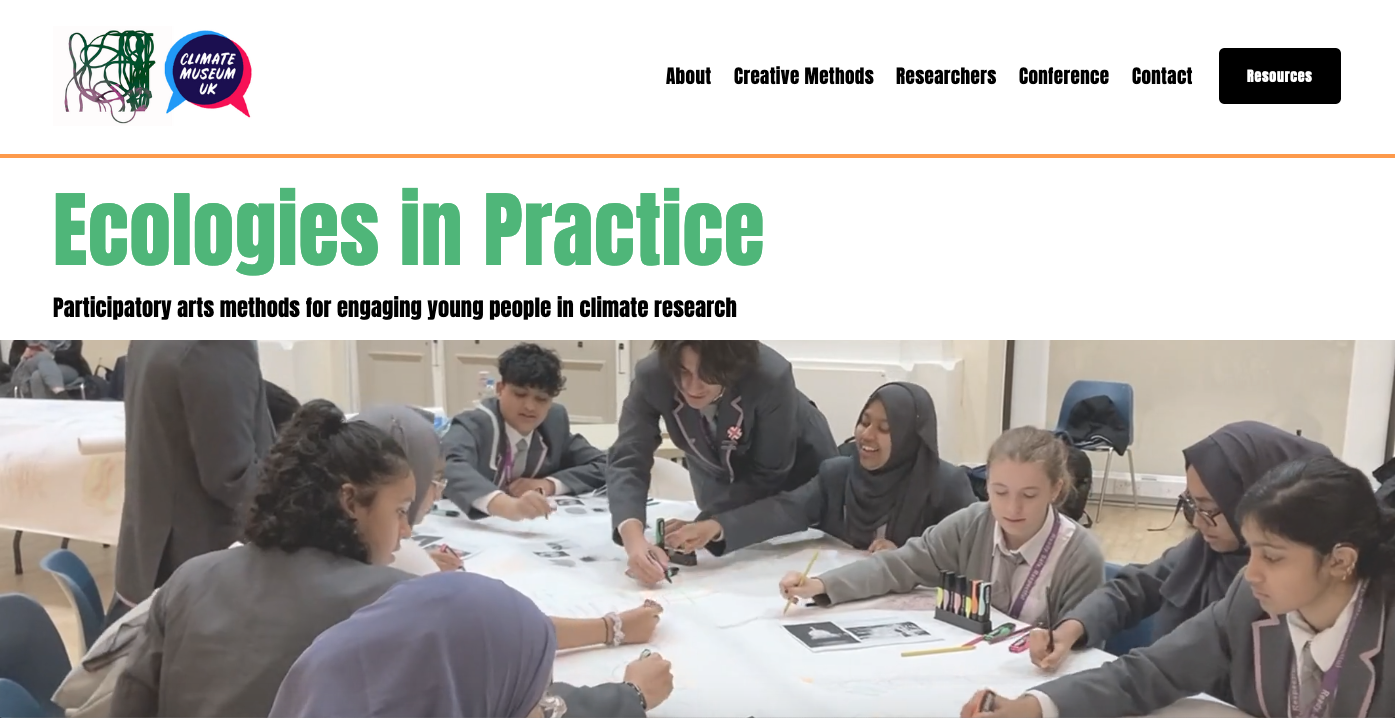 CLIMATE
MUSEUM
UK
About Creative Methods Researchers Conference Contact Resources
Ecologies in Practice
Participatory arts methods for engaging young people in climate research